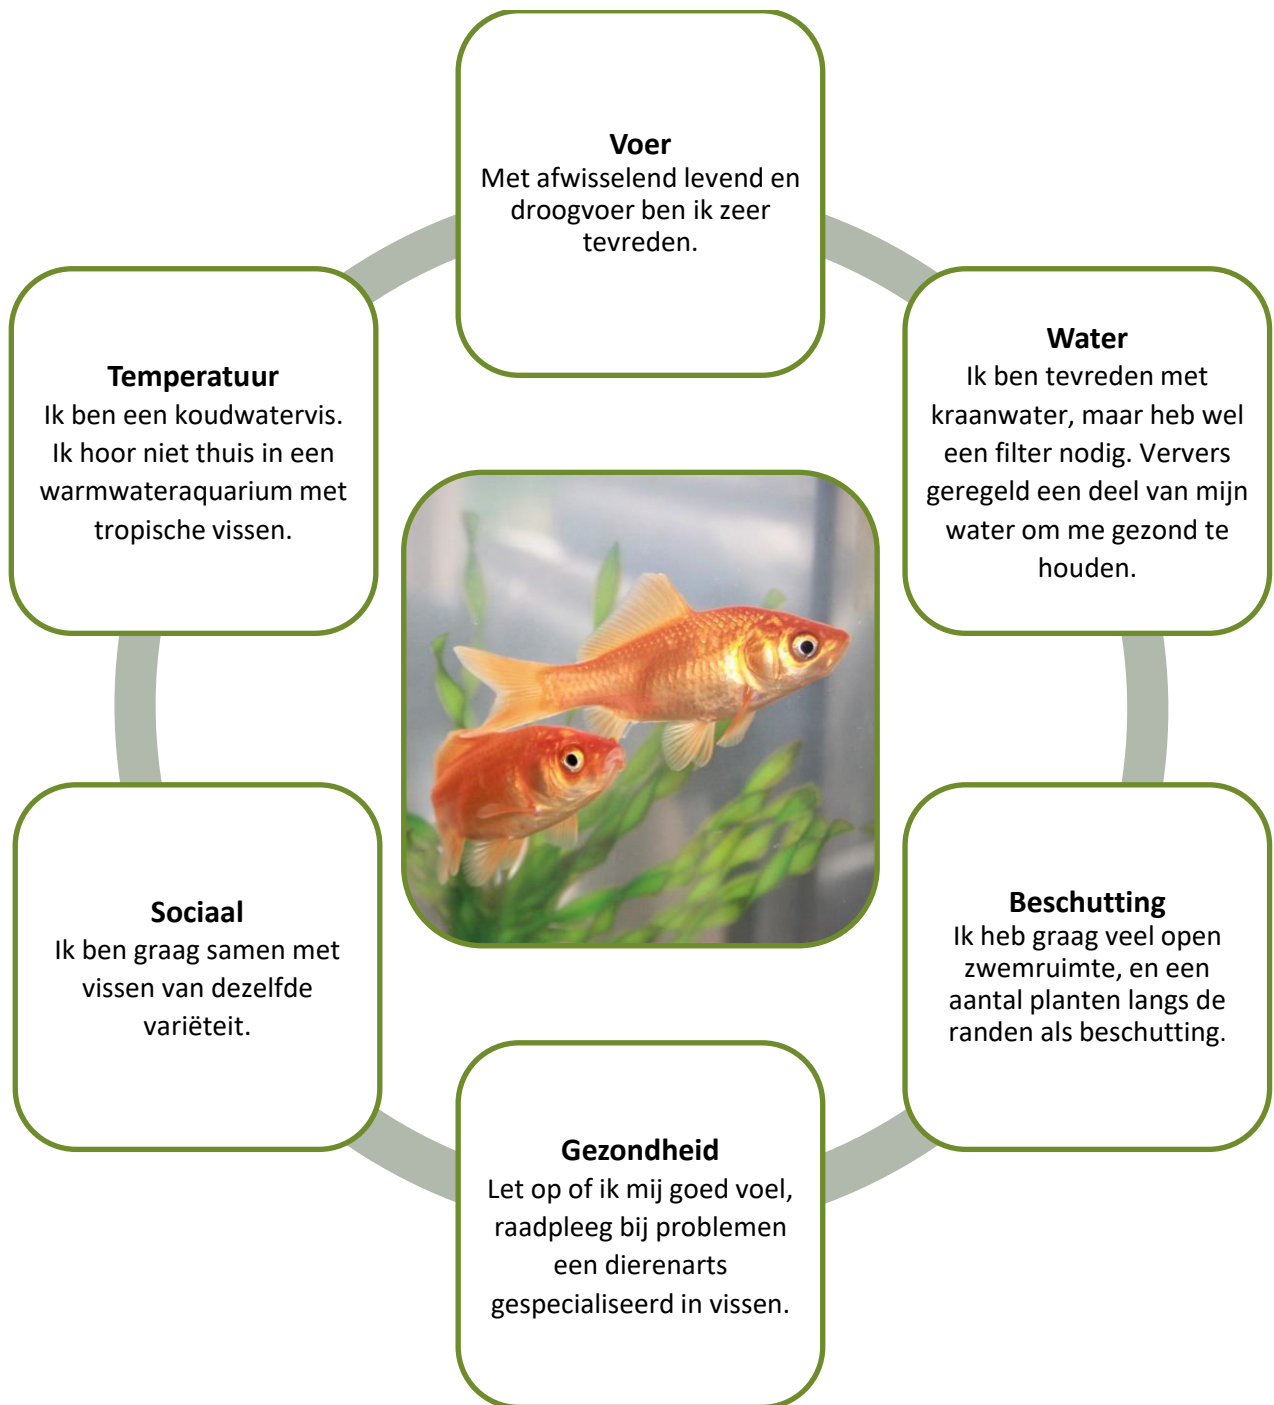 Voer
Met afwisselend levend en
droogvoer ben ik zeer
tevreden.
Water
Ik ben tevreden met
kraanwater, maar heb wel
een filter nodig. Ververs
geregeld een deel van mijn
water om me gezond te
houden.
Beschutting
Ik heb graag veel open
zwemruimte, en een
aantal planten langs de
randen als beschutting.
Gezondheid
Let op of ik mij goed voel,
raadpleeg bij problemen
een dierenarts
gespecialiseerd in vissen.
Sociaal
Ik ben graag samen met
vissen van dezelfde
variëteit.
Temperatuur
Ik ben een koudwatervis.
Ik hoor niet thuis in een
warmwateraquarium met
tropische vissen.